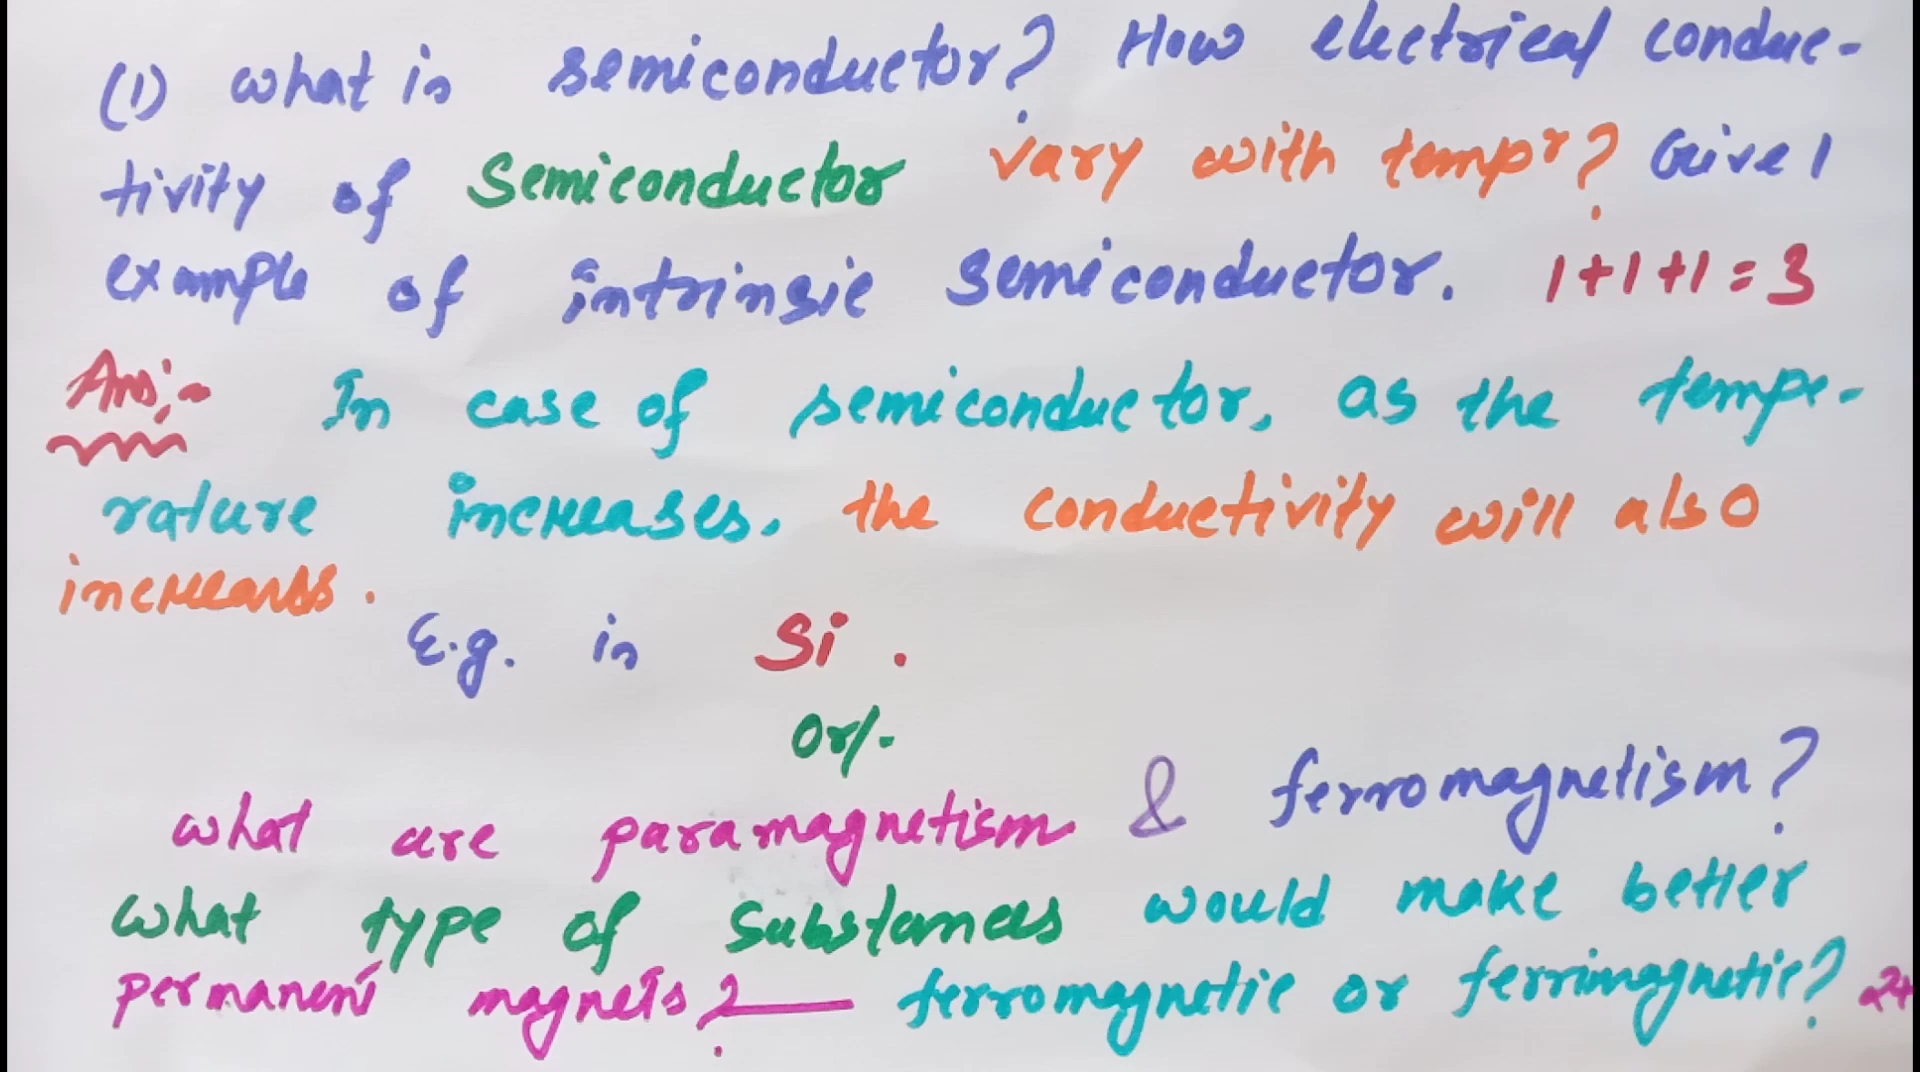 (1) What is semiconductor? How electrical conduc-
tivity of Semiconductor vary with tempr? Give 1
example of intrinsic semiconductor. 1+1+1=3
Ans:- In case of semiconductor, as the tempe-
rature increases, the conductivity will also
increases.
E.g. is Si.
Or/-
What are paramagnetism & ferromagnetism?
What type of substances would make better
permanent magnets? — ferromagnetic or ferrimagnetic? 2+